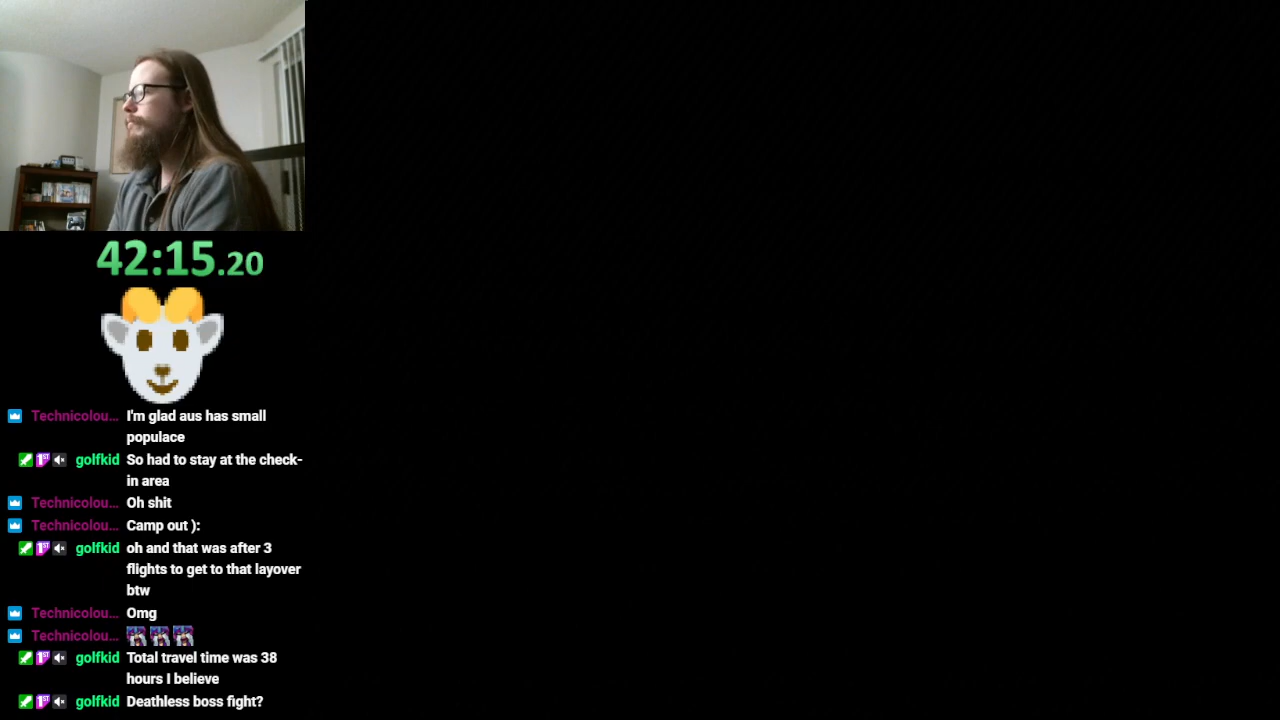 42:15.20
Technicolou... I'm glad aus has small
populace
golfkid So had to stay at the check-
in area
Technicolou... Oh shit
Technicolou... Camp out ):
golfkid oh and that was after 3
flights to get to that layover
btw
Technicolou... Omg
Technicolou...
golfkid Total travel time was 38
hours I believe
golfkid Deathless boss fight?